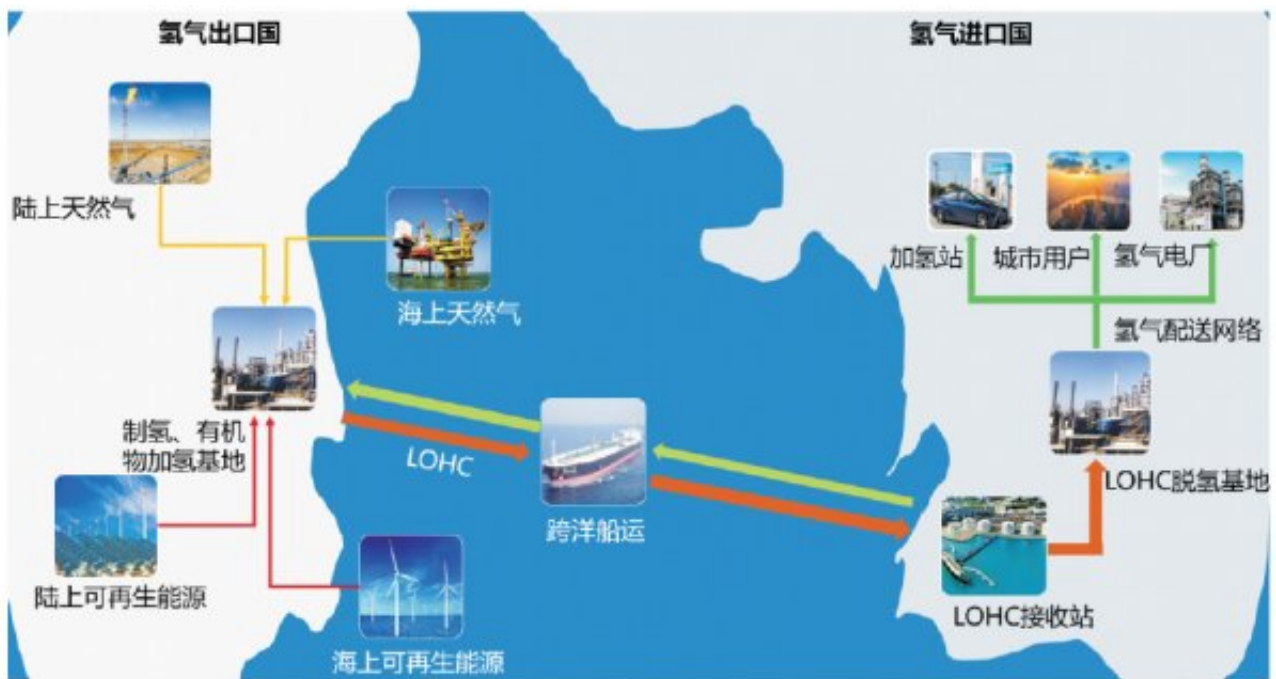 氢气出口国
氢气进口国
陆上天然气
海上天然气
加氢站
城市用户
氢气电厂
氢气配送网络
制氢、有机
物加氢基地
LOHC
跨洋船运
LOHC脱氢基地
陆上可再生能源
LOHC接收站
海上可再生能源